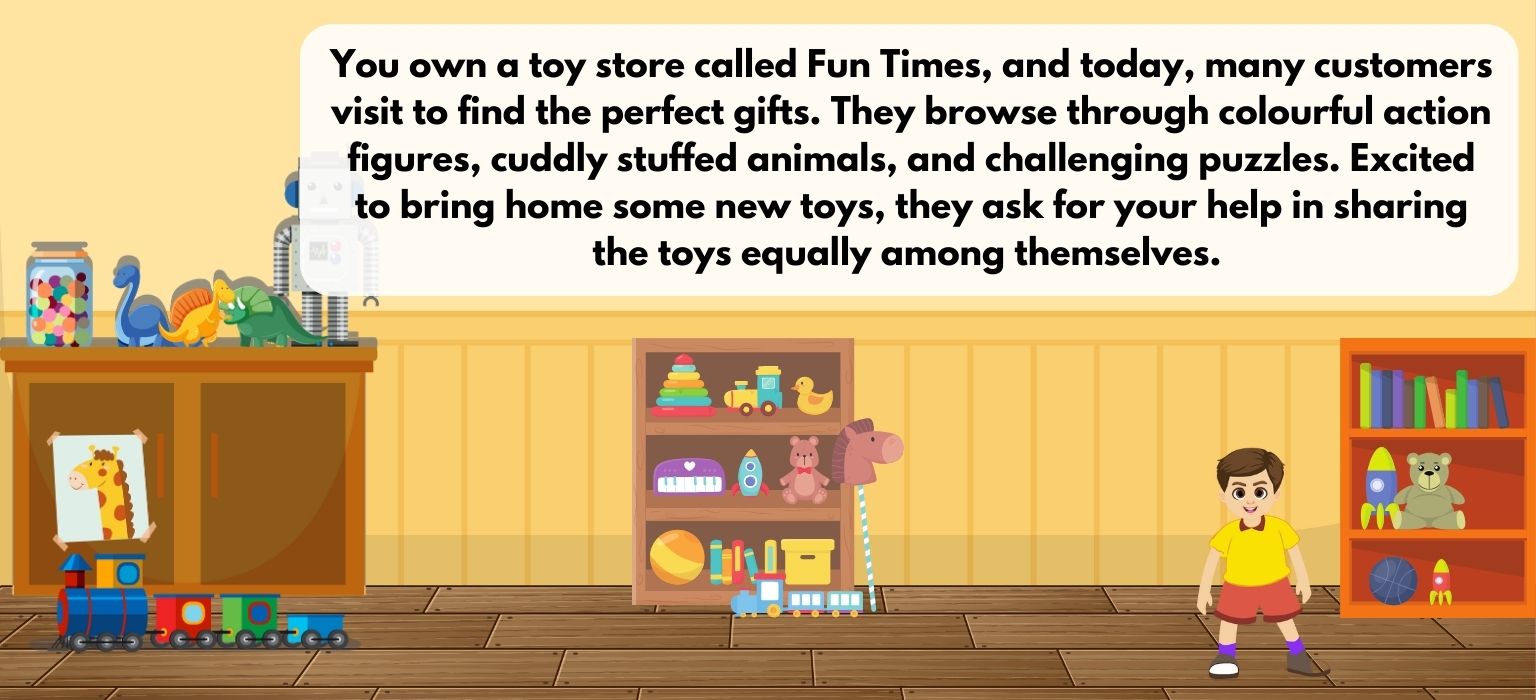 You own a toy store called Fun Times, and today, many customers
visit to find the perfect gifts. They browse through colourful action
figures, cuddly stuffed animals, and challenging puzzles. Excited
to bring home some new toys, they ask for your help in sharing
the toys equally among themselves.